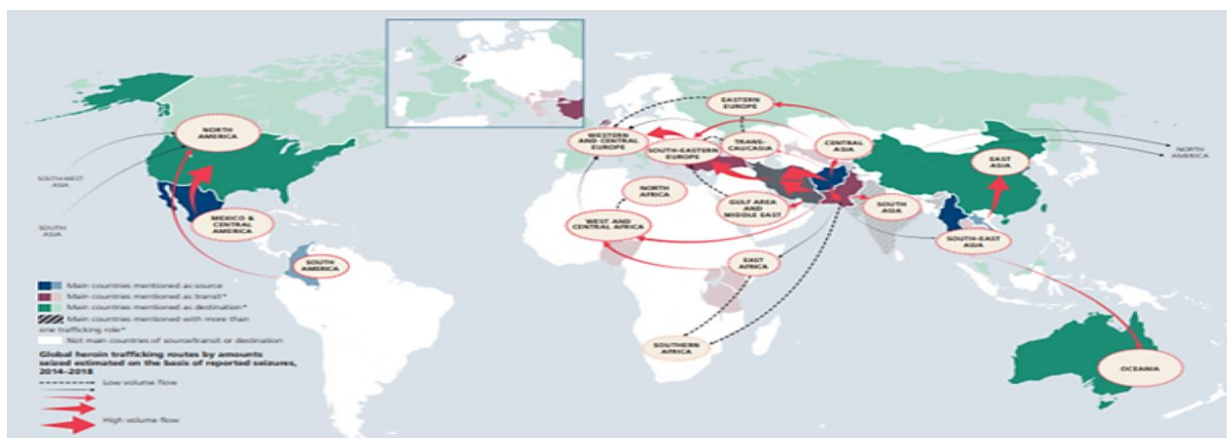 EASTERN
EUROPE
NORTH
AMERICA
WESTERN
AND CENTRAL
EUROPE
TRANS-
CAUCASIA
CENTRAL
ASIA
SOUTH-EASTERN
EUROPE
EAST
ASIA
NORTH
AMERICA
SOUTH-WEST
ASIA
NORTH
AFRICA
GULF AREA
AND
MIDDLE EAST
SOUTH
ASIA
MEXICO &
CENTRAL
AMERICA
WEST AND
CENTRAL AFRICA
SOUTH
ASIA
SOUTH-EAST
ASIA
SOUTH
AMERICA
EAST
AFRICA
SOUTHERN
AFRICA
OCEANIA
Main countries mentioned as source
Main countries mentioned as transit*
Main countries mentioned as destination*
Main countries mentioned with more than
one trafficking role*
Not main countries of source/transit or destination
Global heroin trafficking routes by amounts
seized estimated on the basis of reported seizures,
2014–2018
Low volume flow
High volume flow